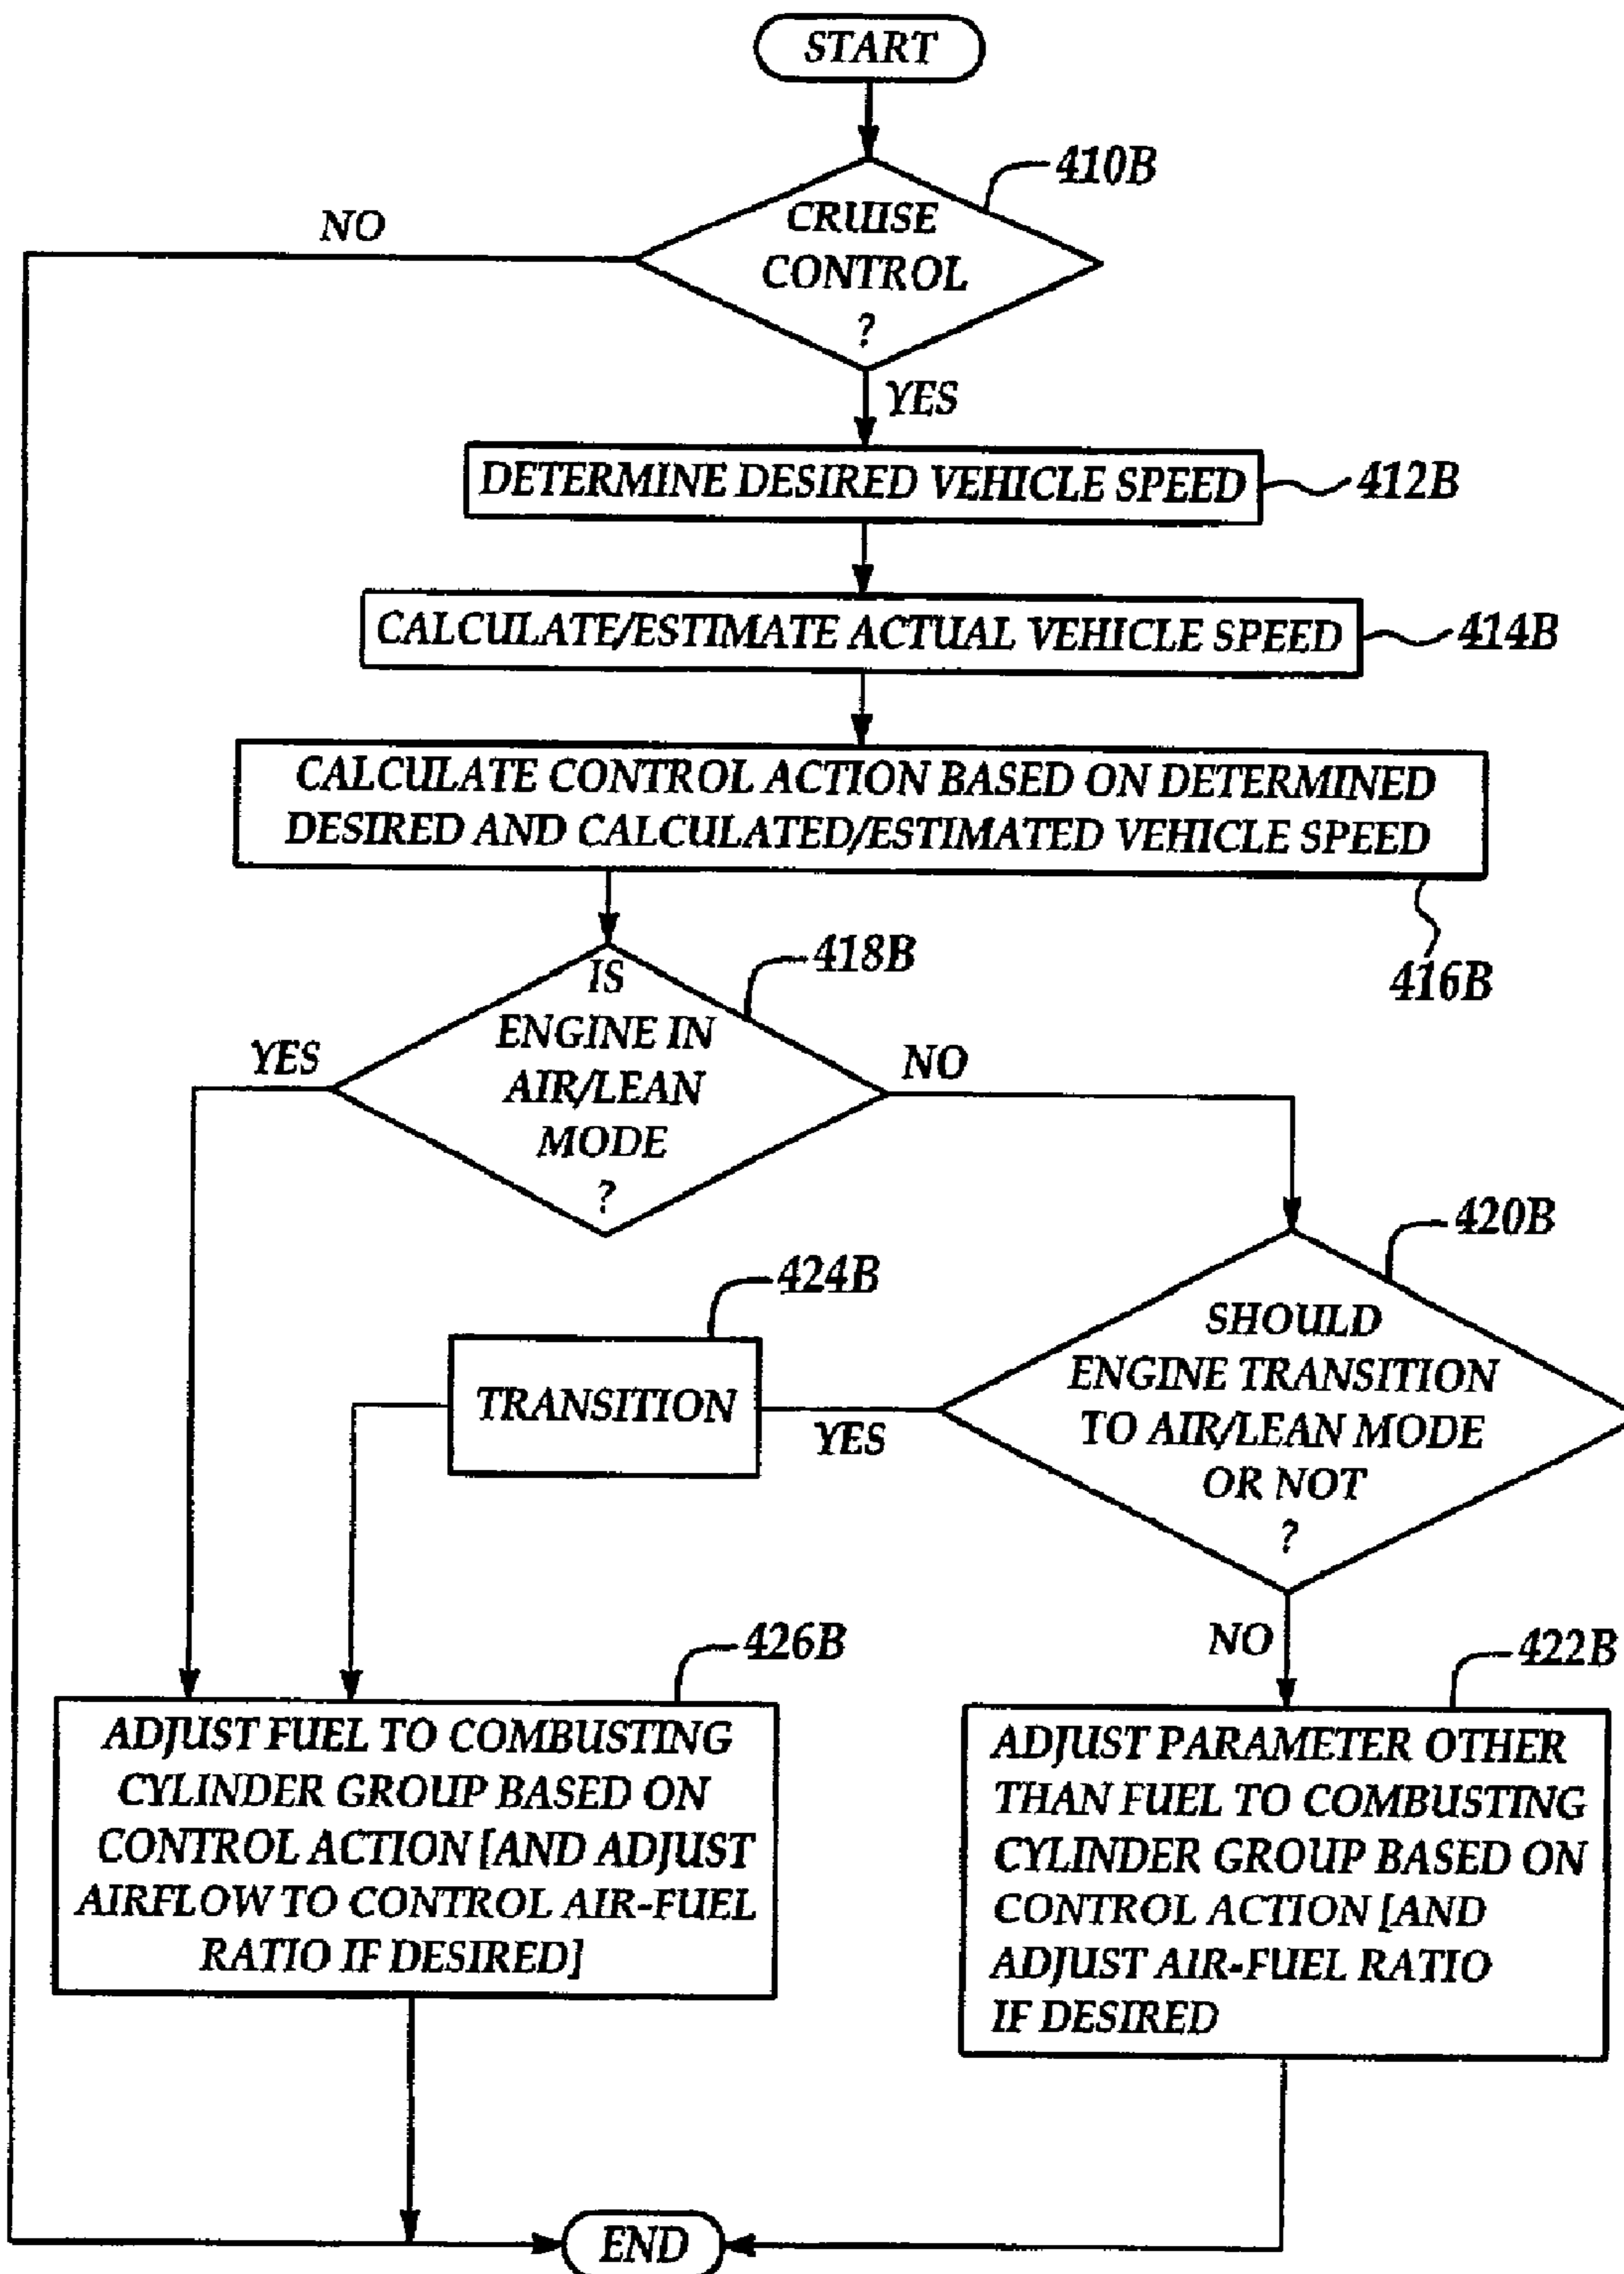 START
410B
NO
CRUISE
CONTROL
?
YES
DETERMINE DESIRED VEHICLE SPEED
412B
CALCULATE/ESTIMATE ACTUAL VEHICLE SPEED
414B
CALCULATE CONTROL ACTION BASED ON DETERMINED
DESIRED AND CALCULATED/ESTIMATED VEHICLE SPEED
416B
418B
IS
ENGINE IN
AIR/LEAN
MODE
?
YES
NO
420B
424B
SHOULD
ENGINE TRANSITION
TO AIR/LEAN MODE
OR NOT
?
TRANSITION
YES
NO
426B
422B
ADJUST FUEL TO COMBUSTING
CYLINDER GROUP BASED ON
CONTROL ACTION [AND ADJUST
AIRFLOW TO CONTROL AIR-FUEL
RATIO IF DESIRED]
ADJUST PARAMETER OTHER
THAN FUEL TO COMBUSTING
CYLINDER GROUP BASED ON
CONTROL ACTION [AND
ADJUST AIR-FUEL RATIO
IF DESIRED
END